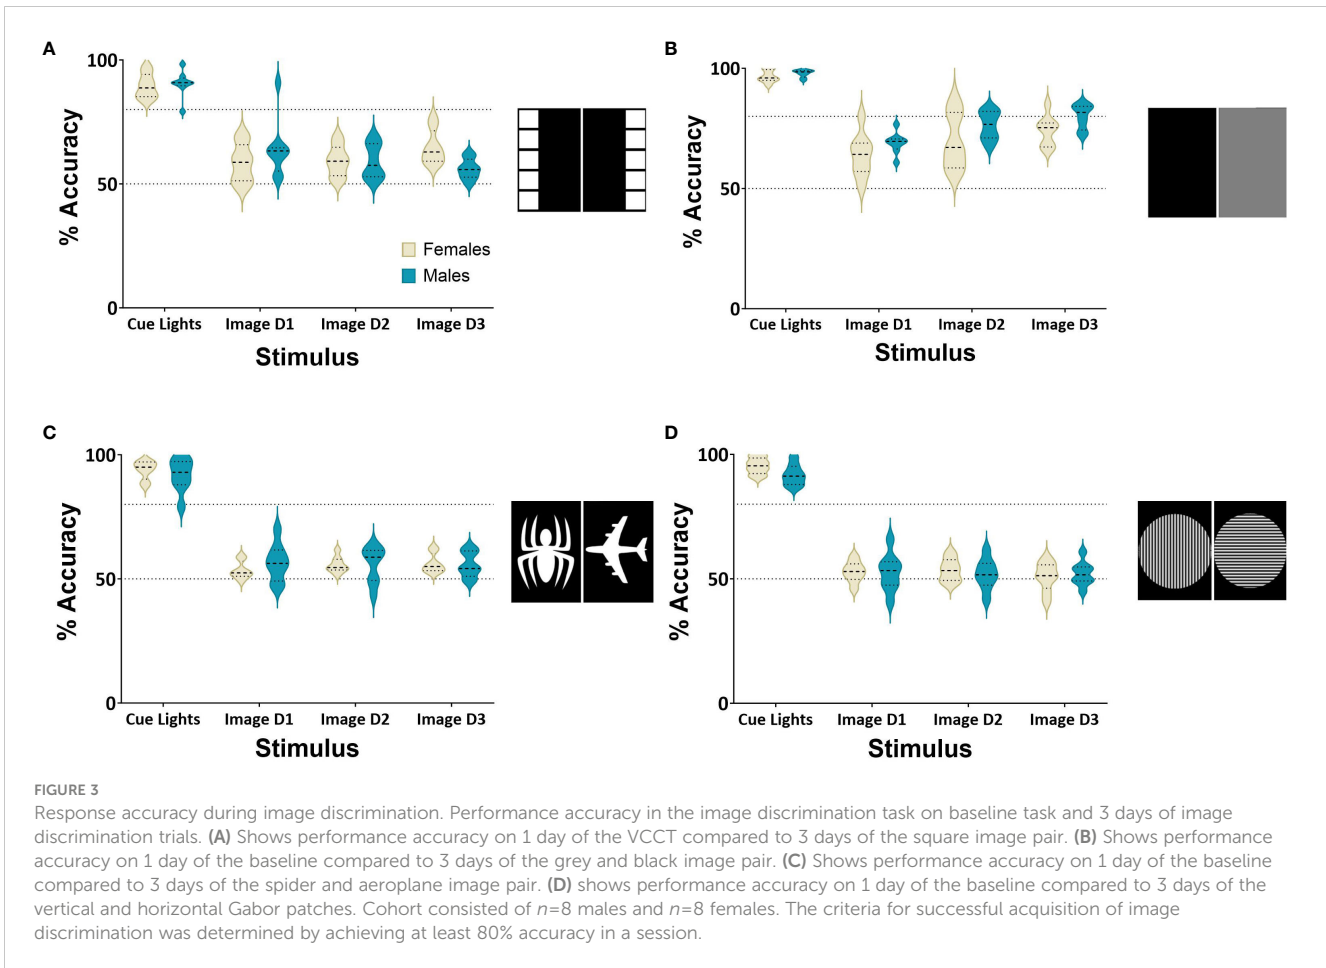 A
100
50
0
% Accuracy
Females
Males
Cue Lights Image D1 Image D2 Image D3
Stimulus
B
100
50
0
% Accuracy
Cue Lights Image D1 Image D2 Image D3
Stimulus
C
100
50
0
% Accuracy
Cue Lights Image D1 Image D2 Image D3
Stimulus
D
100
50
0
% Accuracy
Cue Lights Image D1 Image D2 Image D3
Stimulus
FIGURE 3
Response accuracy during image discrimination. Performance accuracy in the image discrimination task on baseline task and 3 days of image
discrimination trials. (A) Shows performance accuracy on 1 day of the VCCT compared to 3 days of the square image pair. (B) Shows performance
accuracy on 1 day of the baseline compared to 3 days of the grey and black image pair. (C) Shows performance accuracy on 1 day of the baseline
compared to 3 days of the spider and aeroplane image pair. (D) shows performance accuracy on 1 day of the baseline compared to 3 days of the
vertical and horizontal Gabor patches. Cohort consisted of n=8 males and n=8 females. The criteria for successful acquisition of image
discrimination was determined by achieving at least 80% accuracy in a session.